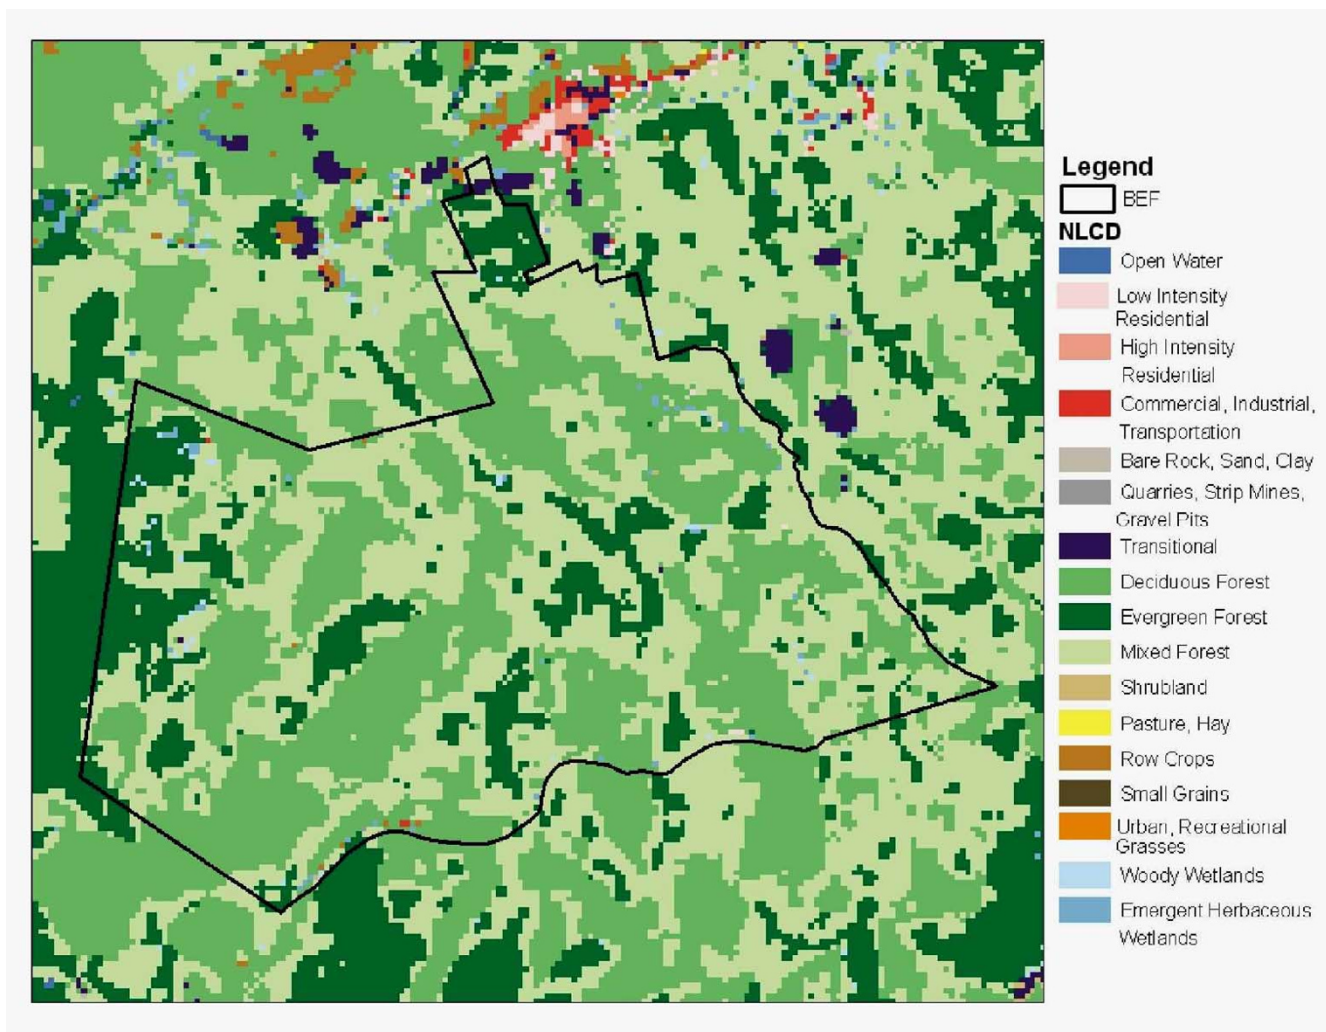 Legend
BEF
NLCD
Open Water
Low Intensity
Residential
High Intensity
Residential
Commercial, Industrial,
Transportation
Bare Rock, Sand, Clay
Quarries, Strip Mines,
Gravel Pits
Transitional
Deciduous Forest
Evergreen Forest
Mixed Forest
Shrubland
Pasture, Hay
Row Crops
Small Grains
Urban, Recreational
Grasses
Woody Wetlands
Emergent Herbaceous
Wetlands